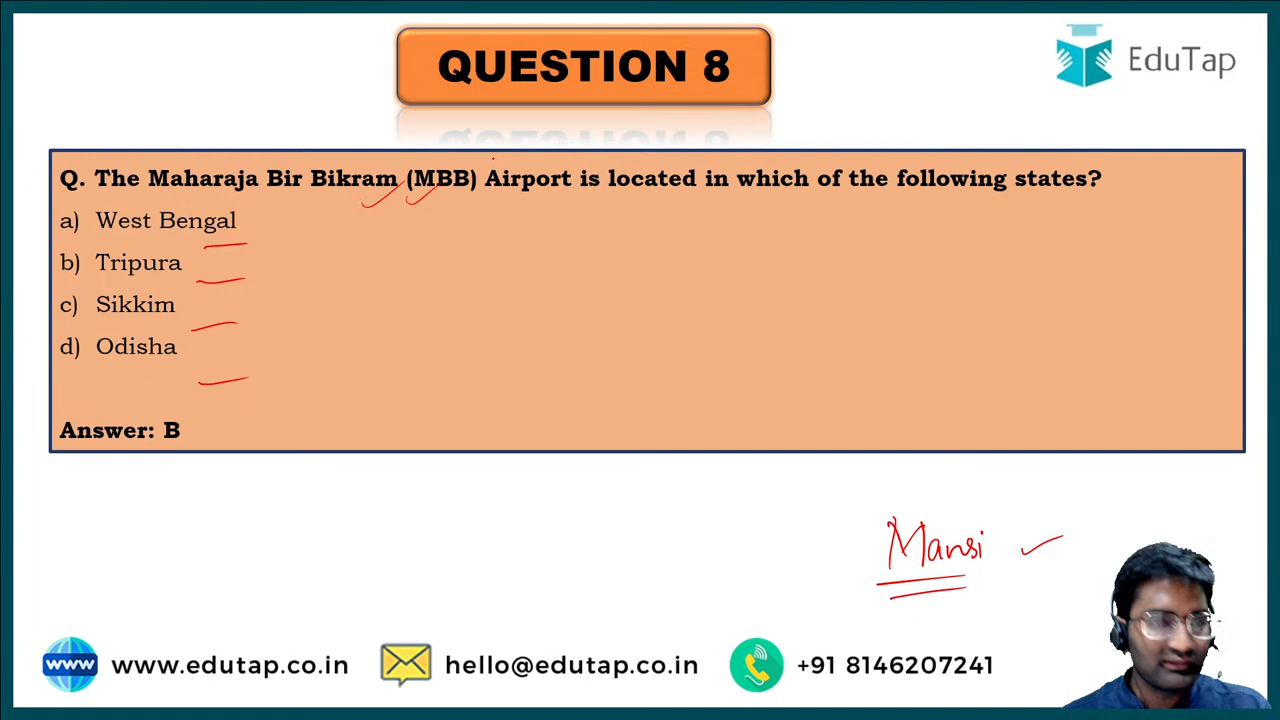 QUESTION 8
EduTap
Q. The Maharaja Bir Bikram (MBB) Airport is located in which of the following states?
a) West Bengal
b) Tripura
c) Sikkim
d) Odisha
Answer: B
Mansi
www www.edutap.co.in hello@edutap.co.in +91 8146207241